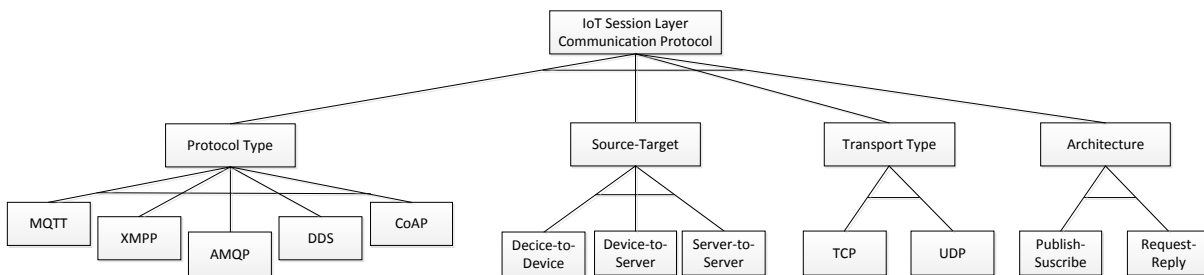 IoT Session Layer
Communication Protocol
Protocol Type
Source-Target
Transport Type
Architecture
MQTT
XMPP
AMQP
DDS
CoAP
Decice-to-
Device
Device-to-
Server
Server-to-
Server
TCP
UDP
Publish-
Suscribe
Request-
Reply